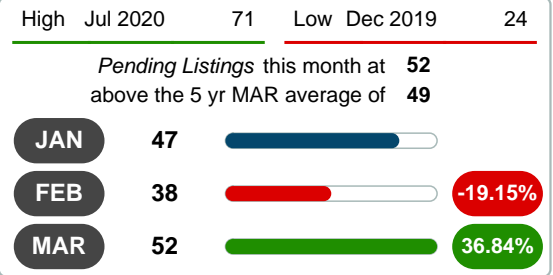 High Jul 2020 71 Low Dec 2019 24
Pending Listings this month at 52
above the 5 yr MAR average of 49
JAN 47
FEB 38 -19.15%
MAR 52 36.84%